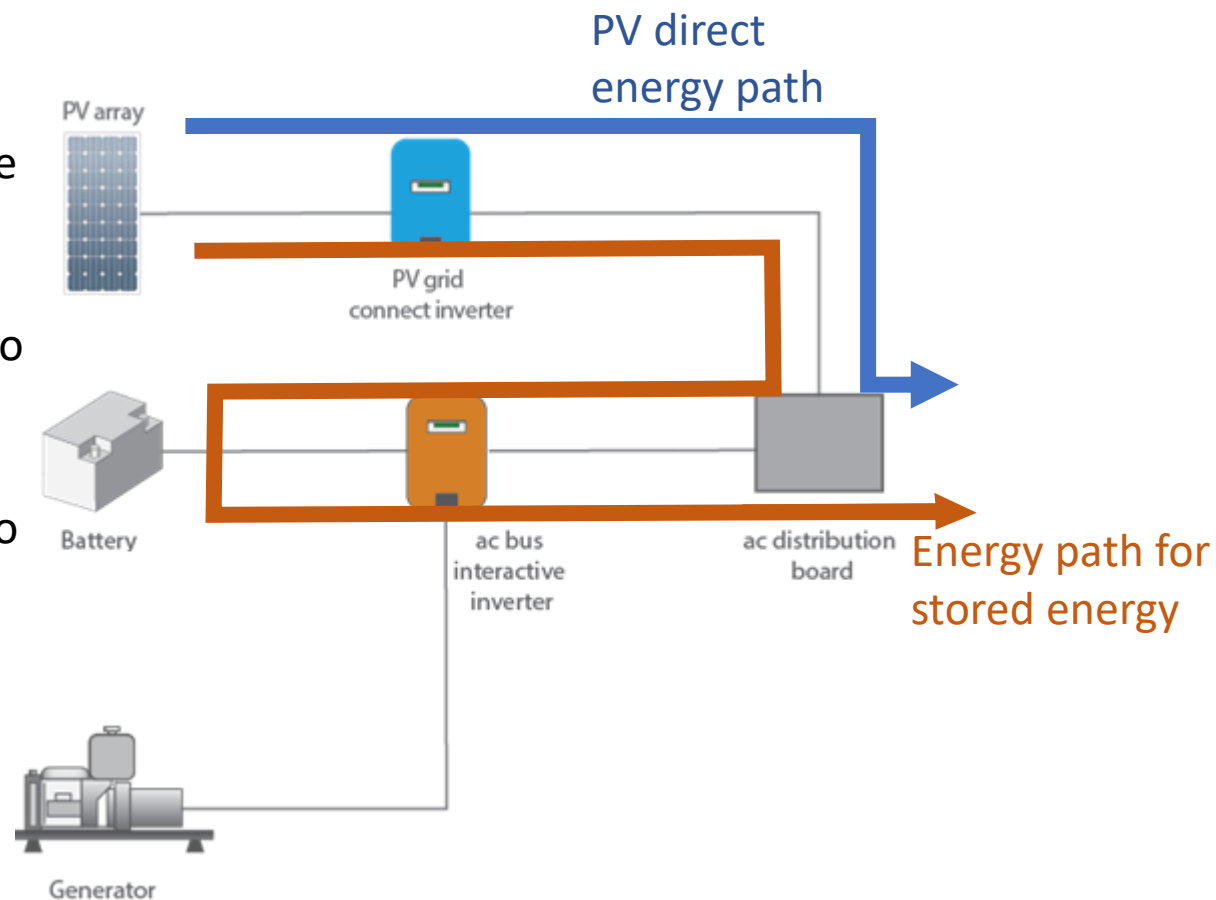 PV direct
energy path
PV array
e
PV grid
connect inverter
o
o
Battery
ac bus
interactive
inverter
ac distribution
board
Energy path for
stored energy
Generator